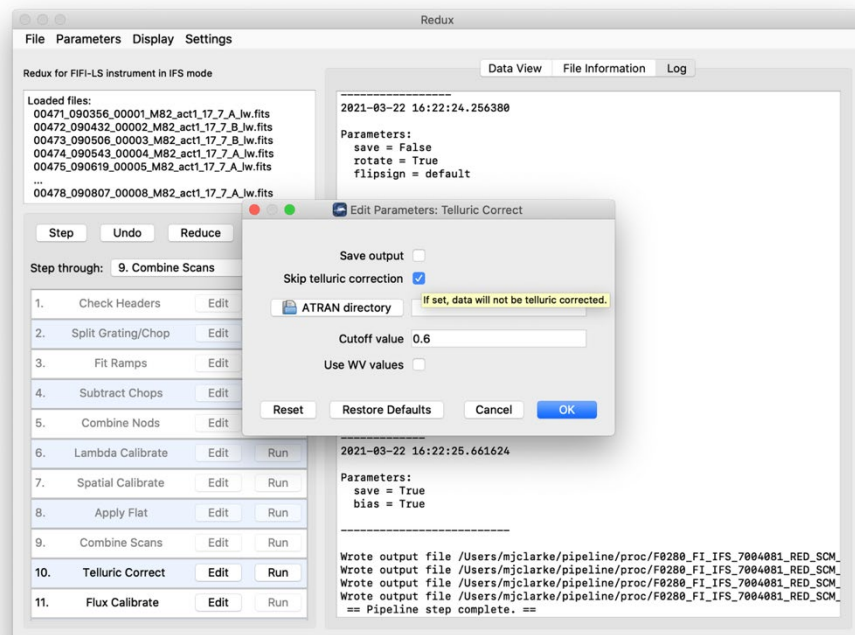 Redux
File Parameters Display Settings
Redux for FIFI-LS instrument in IFS mode
Loaded files:
00471_090356_00001_M82_act1_17_7_A_lw.fits
00472_090432_00002_M82_act1_17_7_B_lw.fits
00473_090506_00003_M82_act1_17_7_B_lw.fits
00474_090543_00004_M82_act1_17_7_A_lw.fits
00475_090619_00005_M82_act1_17_7_A_lw.fits
...
00478_090807_00008_M82_act1_17_7_A_lw.fits
Step Undo Reduce
Step through: 9. Combine Scans
1. Check Headers Edit
2. Split Grating/Chop Edit
3. Fit Ramps Edit
4. Subtract Chops Edit
5. Combine Nods Edit
6. Lambda Calibrate Edit Run
7. Spatial Calibrate Edit Run
8. Apply Flat Edit Run
9. Combine Scans Edit Run
10. Telluric Correct Edit Run
11. Flux Calibrate Edit Run
Data View File Information Log
-----------------
2021-03-22 16:22:24.256380
Parameters:
save = False
rotate = True
flipsign = default
Edit Parameters: Telluric Correct
Save output
Skip telluric correction
If set, data will not be telluric corrected.
ATRAN directory
Cutoff value 0.6
Use WV values
Reset Restore Defaults Cancel OK
-------------
2021-03-22 16:22:25.661624
Parameters:
save = True
bias = True
--------------------------
Wrote output file /Users/mjclarke/pipeline/proc/F0280_FI_IFS_7004081_RED_SCM_
Wrote output file /Users/mjclarke/pipeline/proc/F0280_FI_IFS_7004081_RED_SCM_
Wrote output file /Users/mjclarke/pipeline/proc/F0280_FI_IFS_7004081_RED_SCM_
Wrote output file /Users/mjclarke/pipeline/proc/F0280_FI_IFS_7004081_RED_SCM_
== Pipeline step complete. ==